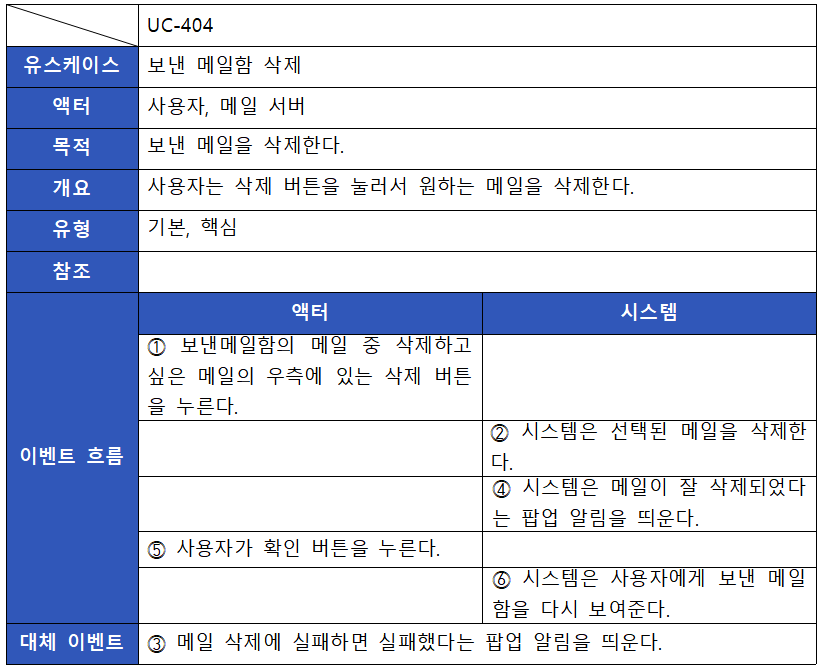 UC-404
유스케이스 보낸 메일함 삭제
액터 사용자, 메일 서버
목적 보낸 메일을 삭제한다.
개요 사용자는 삭제 버튼을 눌러서 원하는 메일을 삭제한다.
유형 기본, 핵심
참조
액터 시스템
① 보낸메일함의 메일 중 삭제하고
싶은 메일의 우측에 있는 삭제 버튼
을 누른다.
② 시스템은 선택된 메일을 삭제한
다.
이벤트 흐름
④ 시스템은 메일이 잘 삭제되었다
는 팝업 알림을 띄운다.
⑤ 사용자가 확인 버튼을 누른다.
⑥ 시스템은 사용자에게 보낸 메일
함을 다시 보여준다.
대체 이벤트 ③ 메일 삭제에 실패하면 실패했다는 팝업 알림을 띄운다.